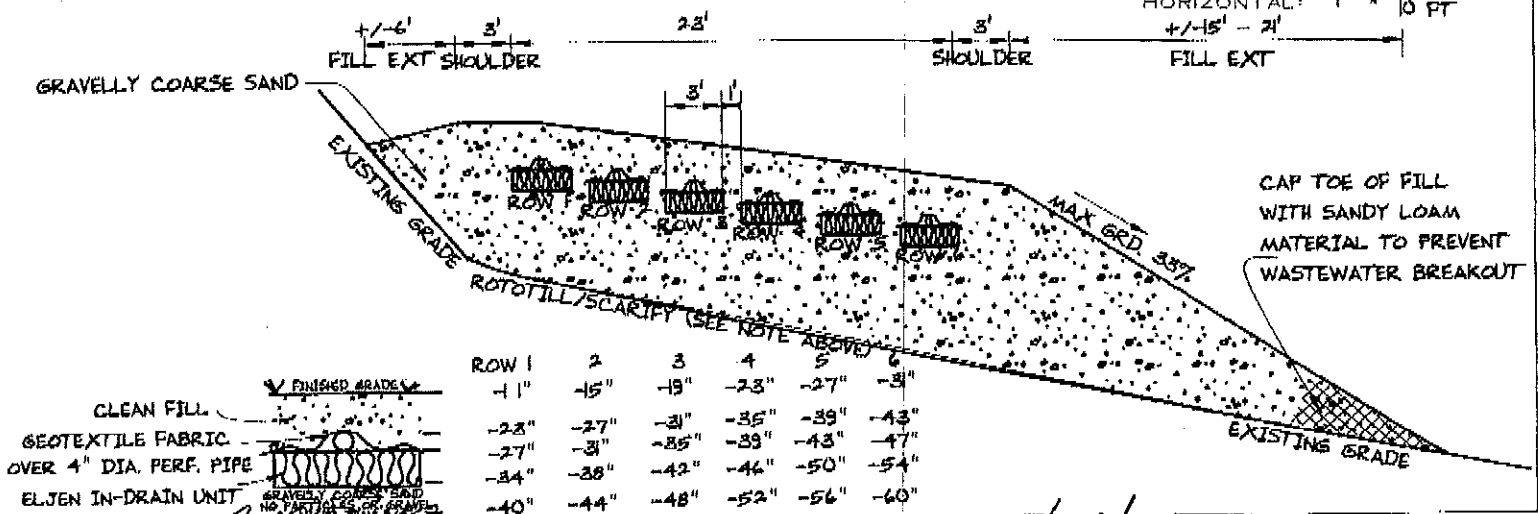 HORIZONTAL: 1" = 10 FT
+/-6' 3' 23' 3' +/-15' - 21'
FILL EXT SHOULDER SHOULDER FILL EXT
GRAVELLY COARSE SAND
3' 1'
EXISTING GRADE
ROW 1
ROW 2
ROW 3
ROW 4
ROW 5
ROW 6
MAX GRD. 33%
CAP TOE OF FILL
WITH SANDY LOAM
MATERIAL TO PREVENT
WASTEWATER BREAKOUT
ROTOTILL/SCARIFY (SEE NOTE ABOVE)
EXISTING GRADE
ROW 1 2 3 4 5 6
FINISHED GRADE -11" -15" -19" -23" -27" -31"
CLEAN FILL
GEOTEXTILE FABRIC -23" -27" -31" -35" -39" -43"
OVER 4" DIA. PERF. PIPE -27" -31" -35" -39" -43" -47"
ELJEN IN-DRAIN UNIT -34" -38" -42" -46" -50" -54"
GRAVELLY COARSE SAND
NO PARTICLES OR GRAVEL
-40" -44" -48" -52" -56" -60"